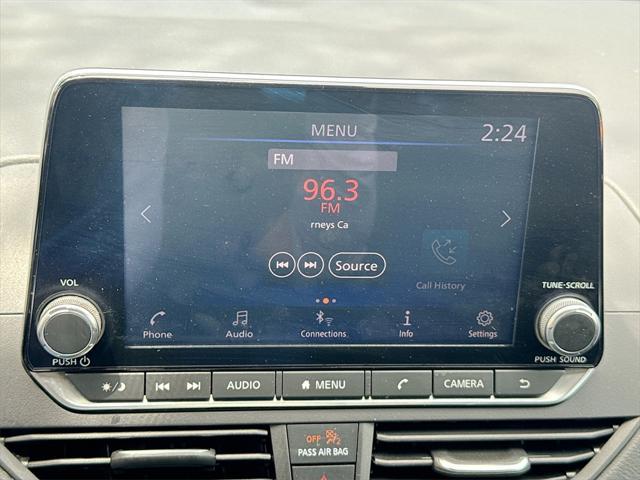 MENU
2:24
FM
96.3
FM
rneys Ca
Source
Call History
VOL
TUNE•SCROLL
Phone
Audio
Connections
Info
Settings
PUSH
PUSH SOUND
AUDIO
MENU
CAMERA
OFF
PASS AIR BAG